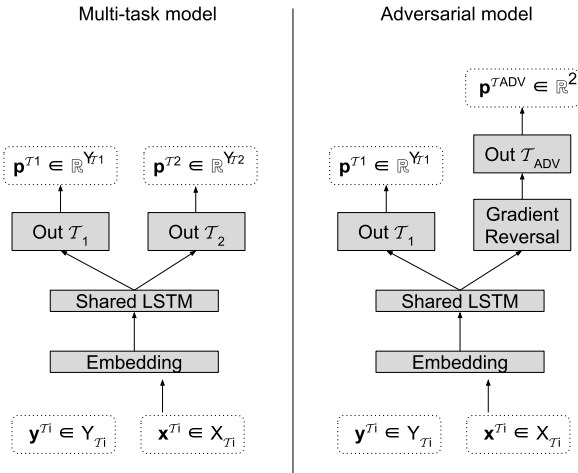 Multi-task model
Adversarial model
p^𝒯ADV ∈ ℝ^2
p^𝒯1 ∈ ℝ^Y𝒯1
p^𝒯2 ∈ ℝ^Y𝒯2
p^𝒯1 ∈ ℝ^Y𝒯1
Out 𝒯_ADV
Out 𝒯_1
Out 𝒯_2
Out 𝒯_1
Gradient
Reversal
Shared LSTM
Shared LSTM
Embedding
Embedding
y^𝒯i ∈ Y_𝒯i
x^𝒯i ∈ X_𝒯i
y^𝒯i ∈ Y_𝒯i
x^𝒯i ∈ X_𝒯i